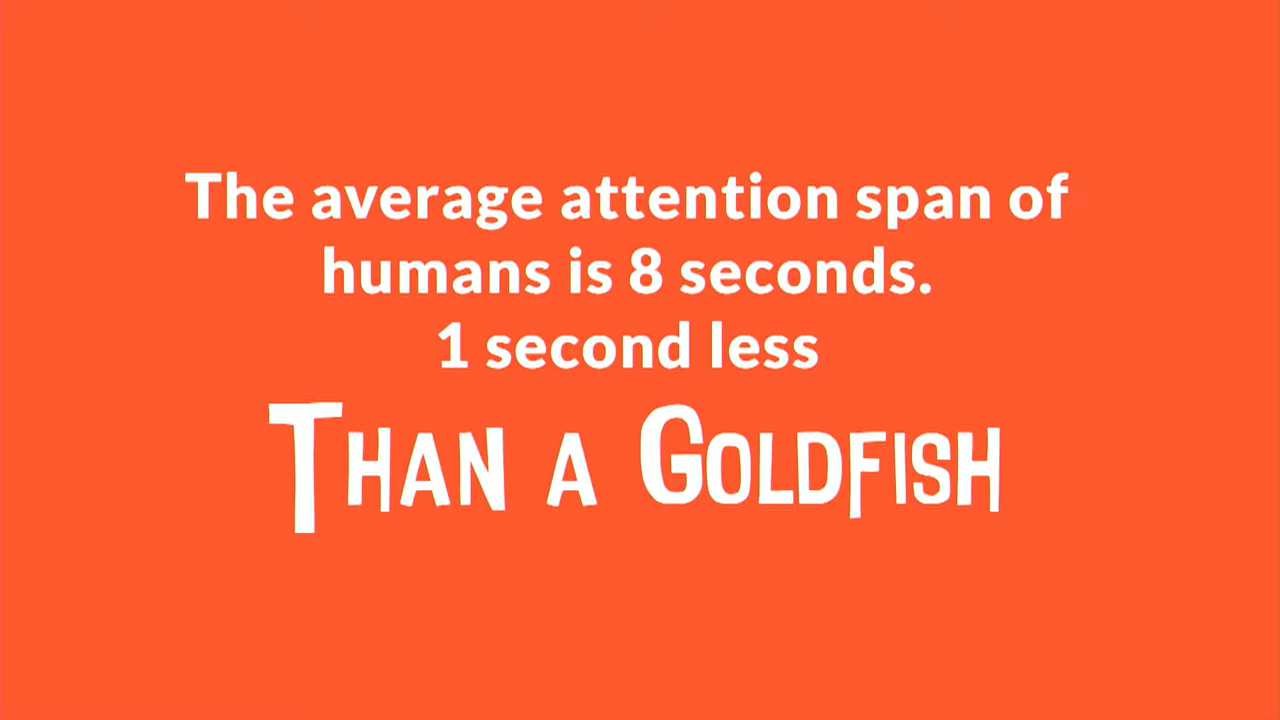 The average attention span of
humans is 8 seconds.
1 second less
Than a Goldfish